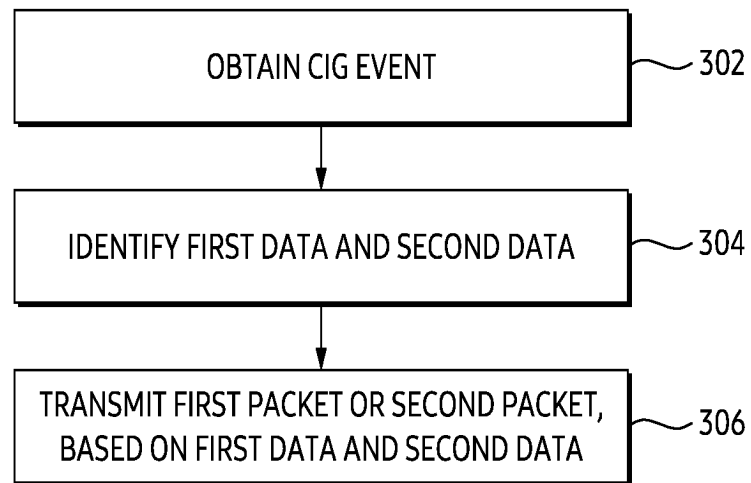 OBTAIN CIG EVENT
302
IDENTIFY FIRST DATA AND SECOND DATA
304
TRANSMIT FIRST PACKET OR SECOND PACKET,
BASED ON FIRST DATA AND SECOND DATA
306